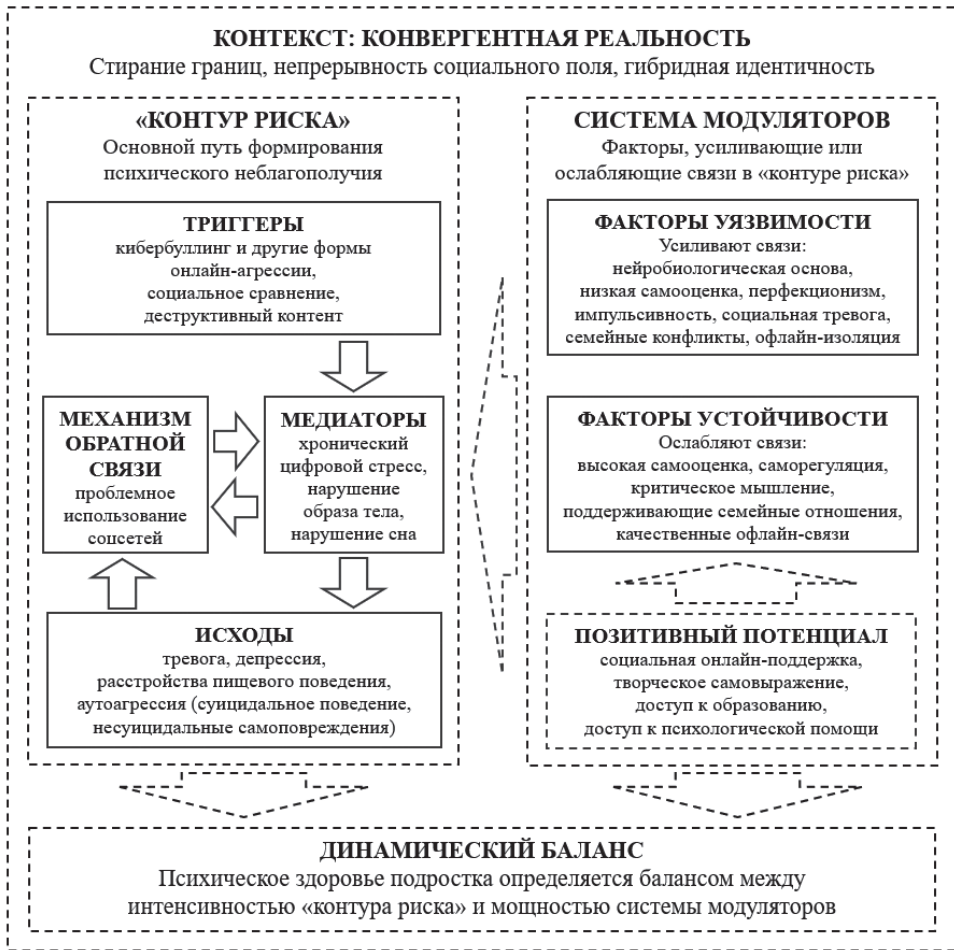 КОНТЕКСТ: КОНВЕРГЕНТНАЯ РЕАЛЬНОСТЬ
Стирание границ, непрерывность социального поля, гибридная идентичность
«КОНТУР РИСКА»
Основной путь формирования
психического неблагополучия
ТРИГГЕРЫ
кибербуллинг и другие формы
онлайн-агрессии,
социальное сравнение,
деструктивный контент
МЕХАНИЗМ
ОБРАТНОЙ
СВЯЗИ
проблемное
использование
соцсетей
МЕДИАТОРЫ
хронический
цифровой стресс,
нарушение
образа тела,
нарушение сна
ИСХОДЫ
тревога, депрессия,
расстройства пищевого поведения,
аутоагрессия (суицидальное поведение,
несуицидальные самоповреждения)
СИСТЕМА МОДУЛЯТОРОВ
Факторы, усиливающие или
ослабляющие связи в «контуре риска»
ФАКТОРЫ УЯЗВИМОСТИ
Усиливают связи:
нейробиологическая основа,
низкая самооценка, перфекционизм,
импульсивность, социальная тревога,
семейные конфликты, офлайн-изоляция
ФАКТОРЫ УСТОЙЧИВОСТИ
Ослабляют связи:
высокая самооценка, саморегуляция,
критическое мышление,
поддерживающие семейные отношения,
качественные офлайн-связи
ПОЗИТИВНЫЙ ПОТЕНЦИАЛ
социальная онлайн-поддержка,
творческое самовыражение,
доступ к образованию,
доступ к психологической помощи
ДИНАМИЧЕСКИЙ БАЛАНС
Психическое здоровье подростка определяется балансом между
интенсивностью «контура риска» и мощностью системы модуляторов